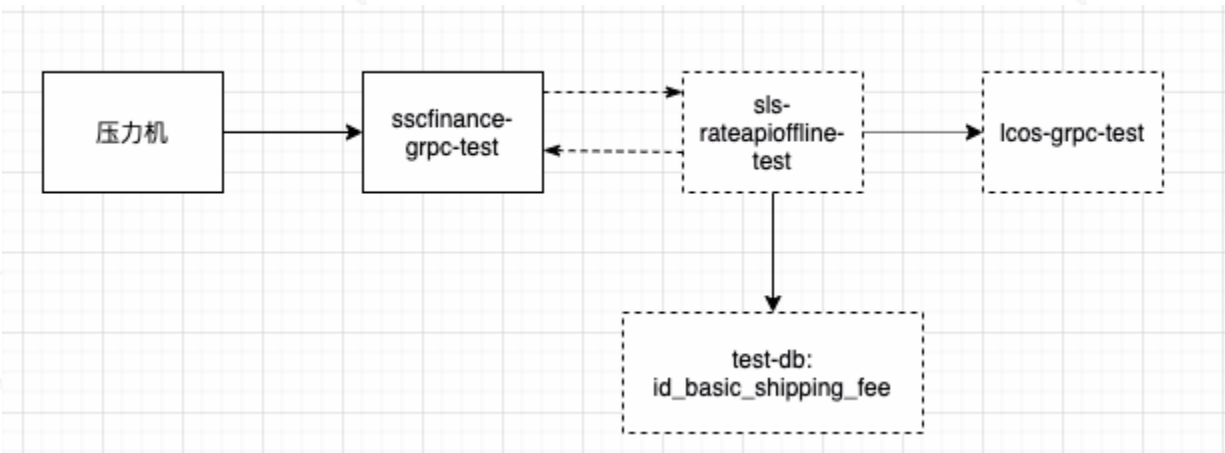 压力机
sscfinance-
grpc-test
sls-
rateapioffline-
test
lcos-grpc-test
test-db:
id_basic_shipping_fee